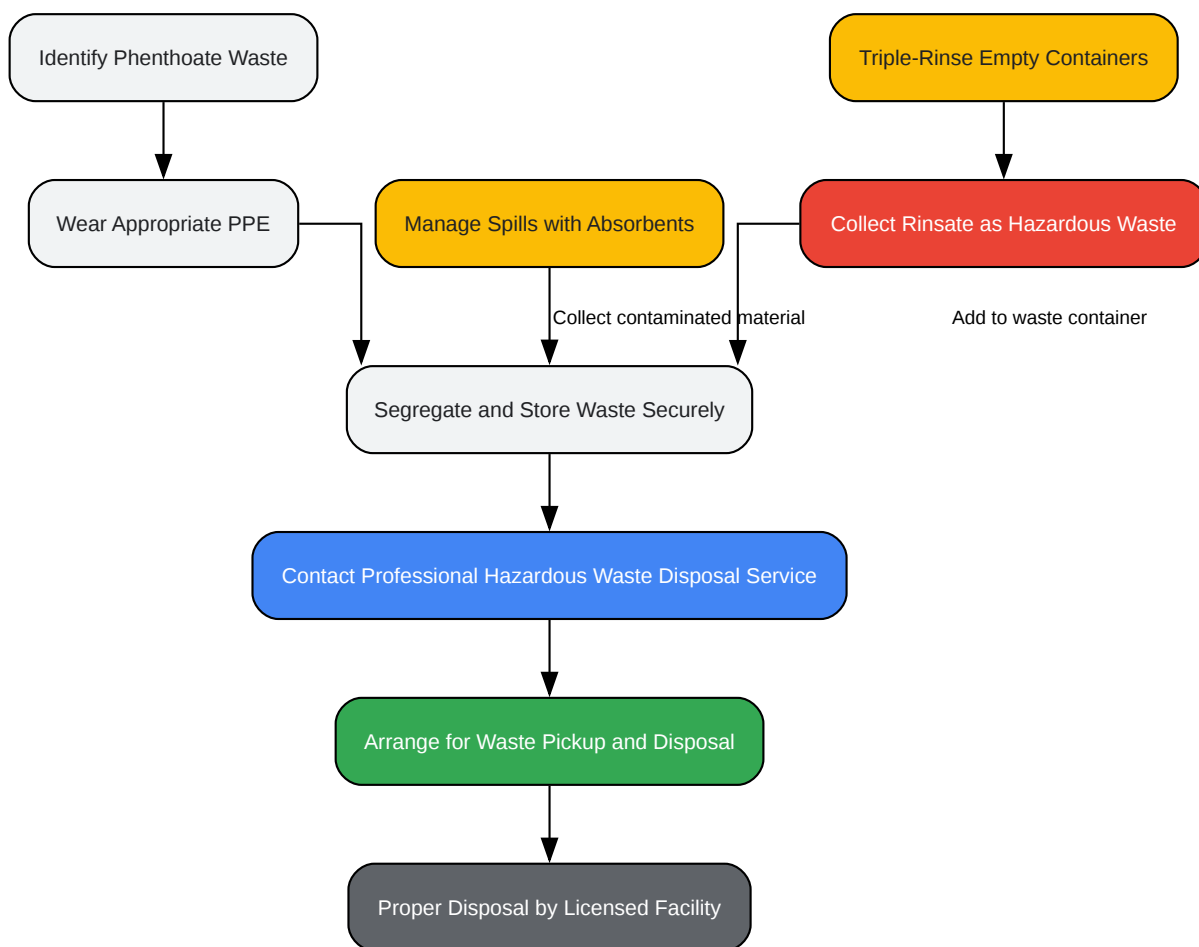 Identify Phenthoate Waste
Triple-Rinse Empty Containers
Wear Appropriate PPE
Manage Spills with Absorbents
Collect Rinsate as Hazardous Waste
Collect contaminated material
Add to waste container
Segregate and Store Waste Securely
Contact Professional Hazardous Waste Disposal Service
Arrange for Waste Pickup and Disposal
Proper Disposal by Licensed Facility